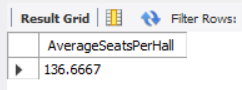 Result Grid Filter Rows:
AverageSeatsPerHall
136.6667